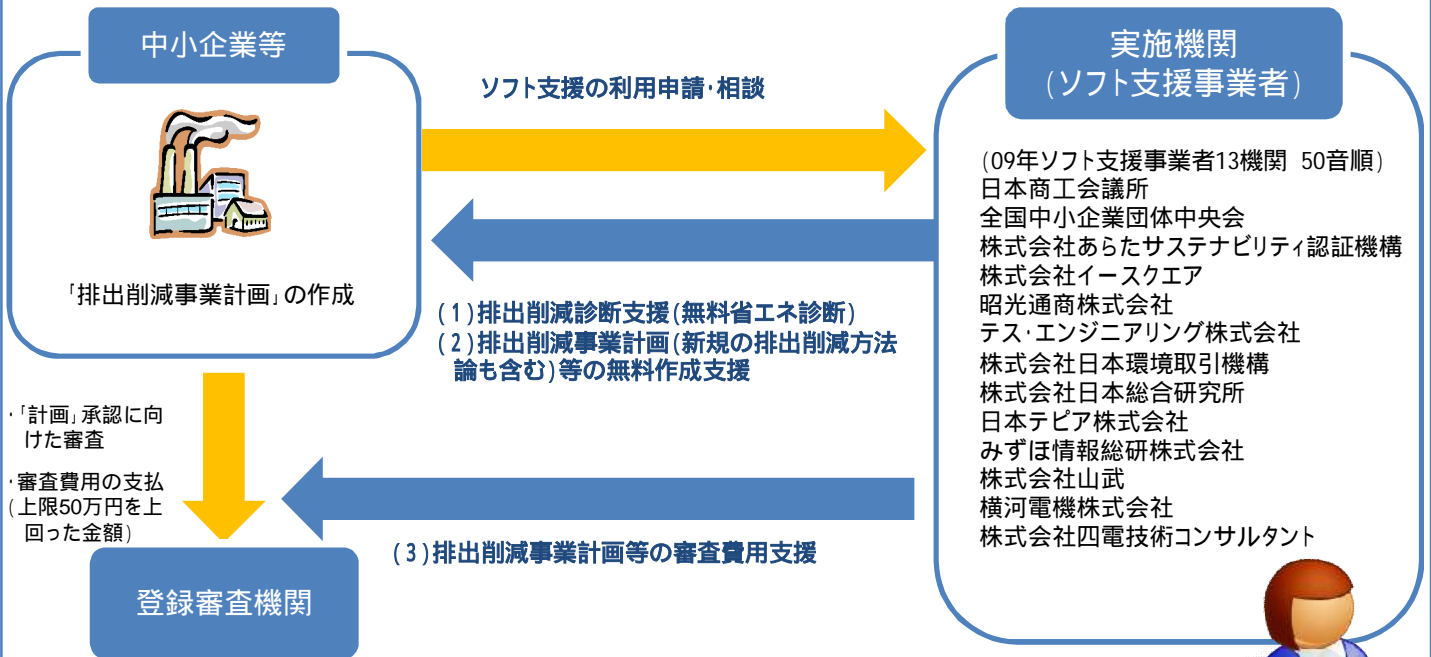 中小企業等
「排出削減事業計画」の作成
ソフト支援の利用申請・相談
実施機関
(ソフト支援事業者)
(09年ソフト支援事業者13機関 50音順)
日本商工会議所
全国中小企業団体中央会
株式会社あらたサステナビリティ認証機構
株式会社イースクエア
昭光通商株式会社
テス・エンジニアリング株式会社
株式会社日本環境取引機構
株式会社日本総合研究所
日本テピア株式会社
みずほ情報総研株式会社
株式会社山武
横河電機株式会社
株式会社四電技術コンサルタント
(1)排出削減診断支援(無料省エネ診断)
(2)排出削減事業計画(新規の排出削減方法
論も含む)等の無料作成支援
・「計画」承認に向
けた審査
・審査費用の支払
(上限50万円を上
回った金額)
(3)排出削減事業計画等の審査費用支援
登録審査機関